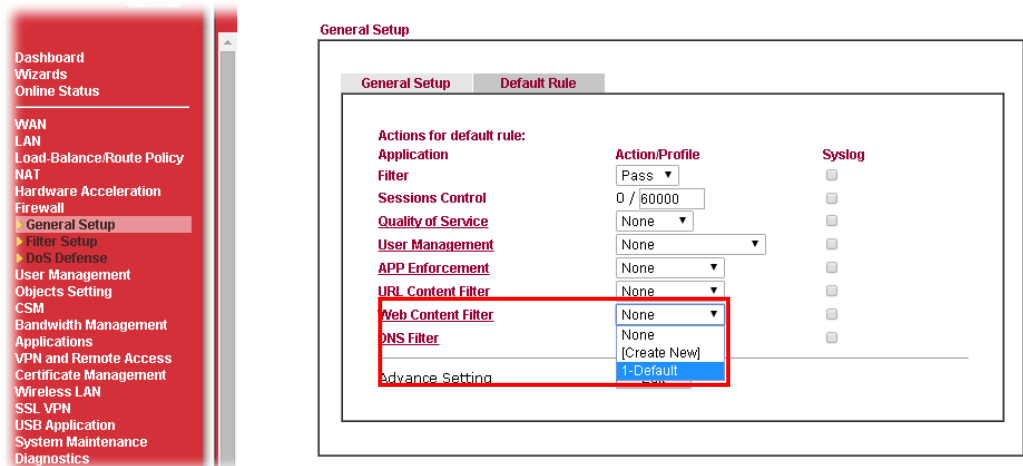 Dashboard
Wizards
Online Status
WAN
LAN
Load-Balance/Route Policy
NAT
Hardware Acceleration
Firewall
General Setup
Filter Setup
DoS Defense
User Management
Objects Setting
CSM
Bandwidth Management
Applications
VPN and Remote Access
Certificate Management
Wireless LAN
SSL VPN
USB Application
System Maintenance
Diagnostics
General Setup
General Setup Default Rule
Actions for default rule:
Application Action/Profile Syslog
Filter Pass
Sessions Control 0 / 60000
Quality of Service None
User Management None
APP Enforcement None
URL Content Filter None
Web Content Filter None
None
DNS Filter
[Create New]
1-Default
Advance Setting